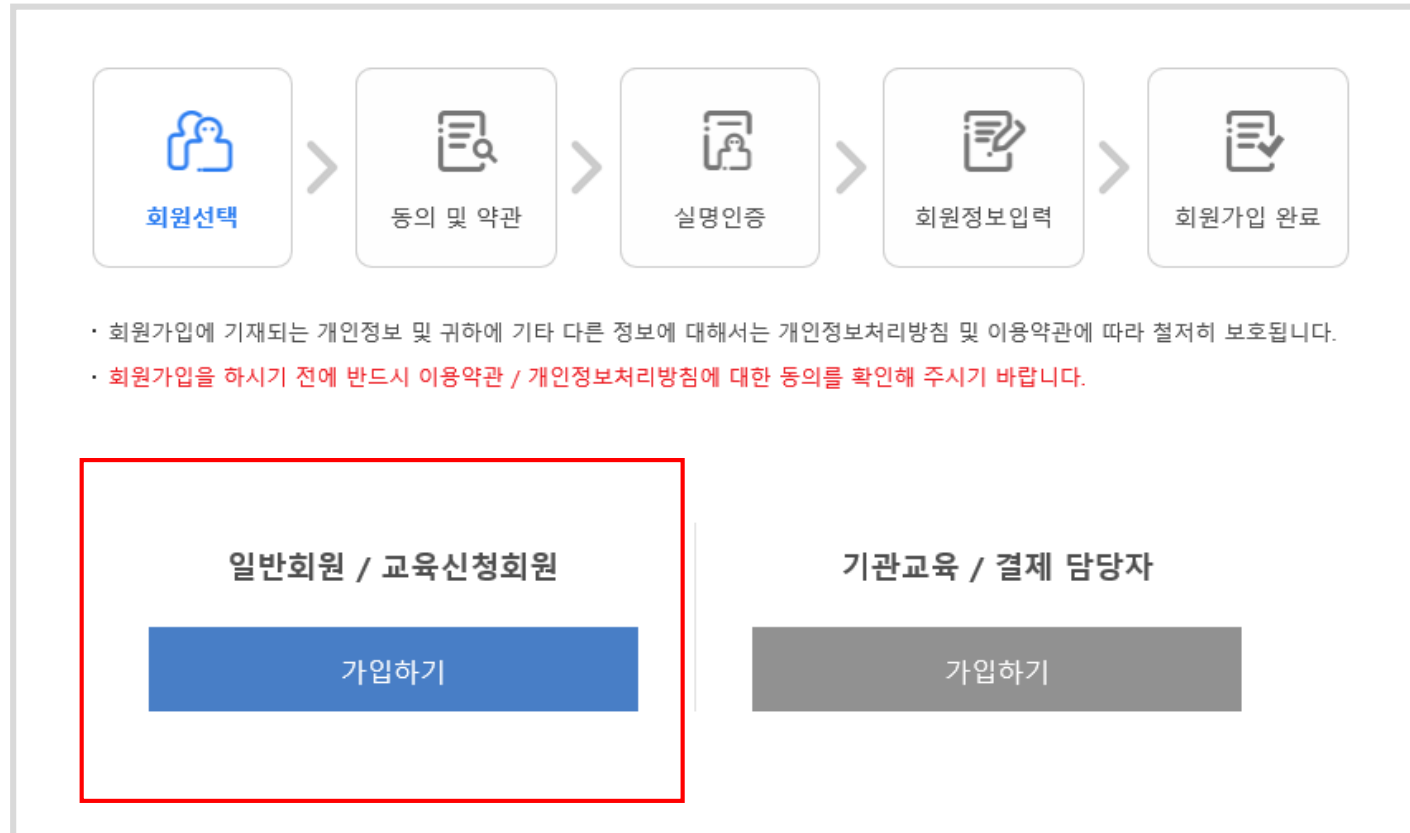 회원선택
동의 및 약관
실명인증
회원정보입력
회원가입 완료
· 회원가입에 기재되는 개인정보 및 귀하에 기타 다른 정보에 대해서는 개인정보처리방침 및 이용약관에 따라 철저히 보호됩니다.
· 회원가입을 하시기 전에 반드시 이용약관 / 개인정보처리방침에 대한 동의를 확인해 주시기 바랍니다.
일반회원 / 교육신청회원
가입하기
기관교육 / 결제 담당자
가입하기